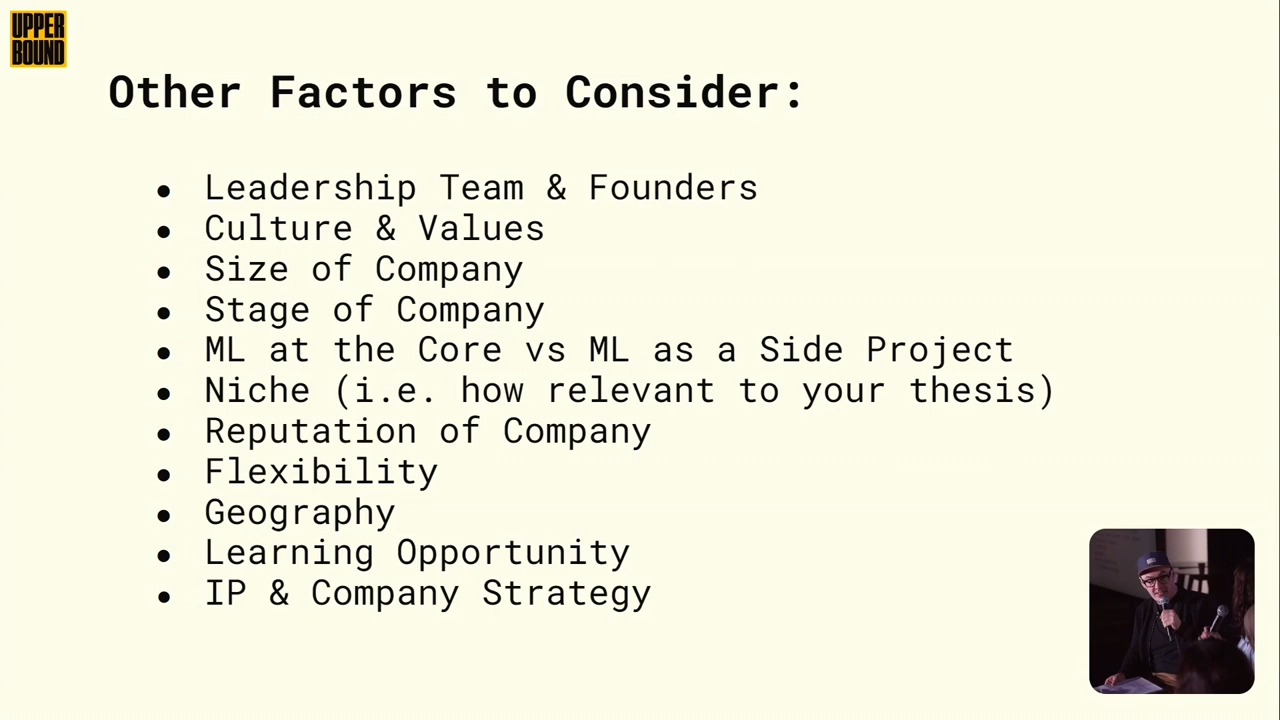 UPPER
BOUND
Other Factors to Consider:
● Leadership Team & Founders
● Culture & Values
● Size of Company
● Stage of Company
● ML at the Core vs ML as a Side Project
● Niche (i.e. how relevant to your thesis)
● Reputation of Company
● Flexibility
● Geography
● Learning Opportunity
● IP & Company Strategy